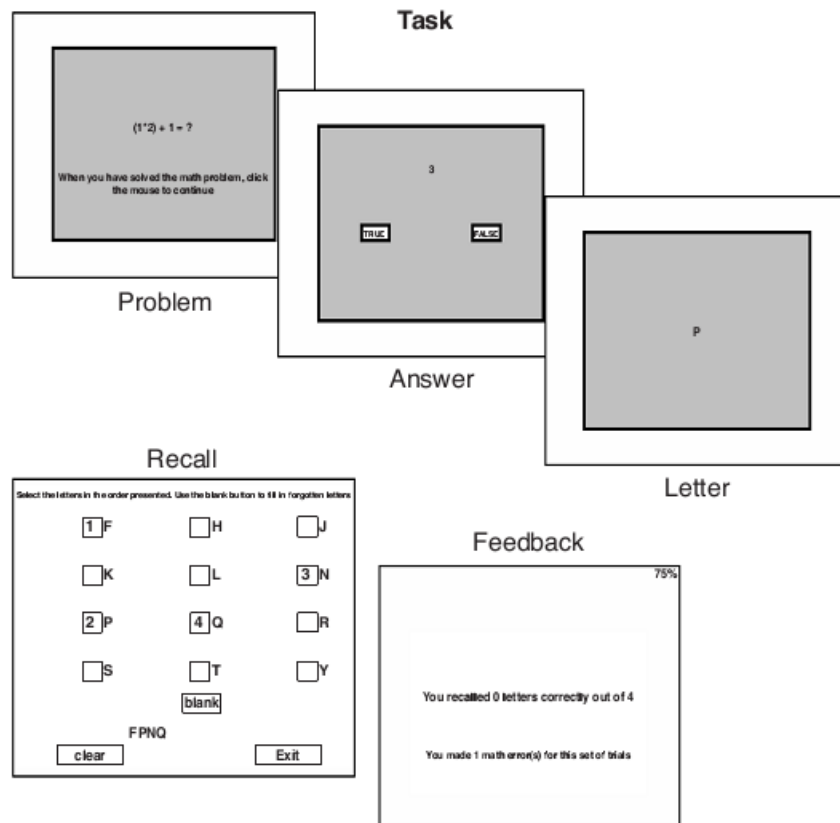 Task
(1*2) + 1 = ?
When you have solved the math problem, click
the mouse to continue
Problem
3
TRUE FALSE
Answer
P
Letter
Recall
Select the letters in the order presented. Use the blank button to fill in forgotten letters
1 F H J
K L 3 N
2 P 4 Q R
S T Y
blank
FPNQ
clear Exit
Feedback
75%
You recalled 0 letters correctly out of 4
You made 1 math error(s) for this set of trials